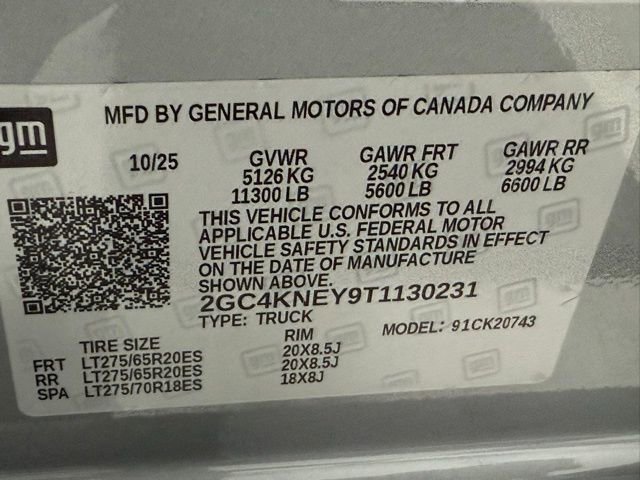 gm
MFD BY GENERAL MOTORS OF CANADA COMPANY
10/25 GVWR GAWR FRT GAWR RR
5126 KG 2540 KG 2994 KG
11300 LB 5600 LB 6600 LB
THIS VEHICLE CONFORMS TO ALL
APPLICABLE U.S. FEDERAL MOTOR
VEHICLE SAFETY STANDARDS IN EFFECT
ON THE DATE OF MANUFACTURE
SHOWN ABOVE.
2GC4KNEY9T1130231
TYPE: TRUCK MODEL: 91CK20743
TIRE SIZE RIM
FRT LT275/65R20ES 20X8.5J
RR LT275/65R20ES 20X8.5J
SPA LT275/70R18ES 18X8J